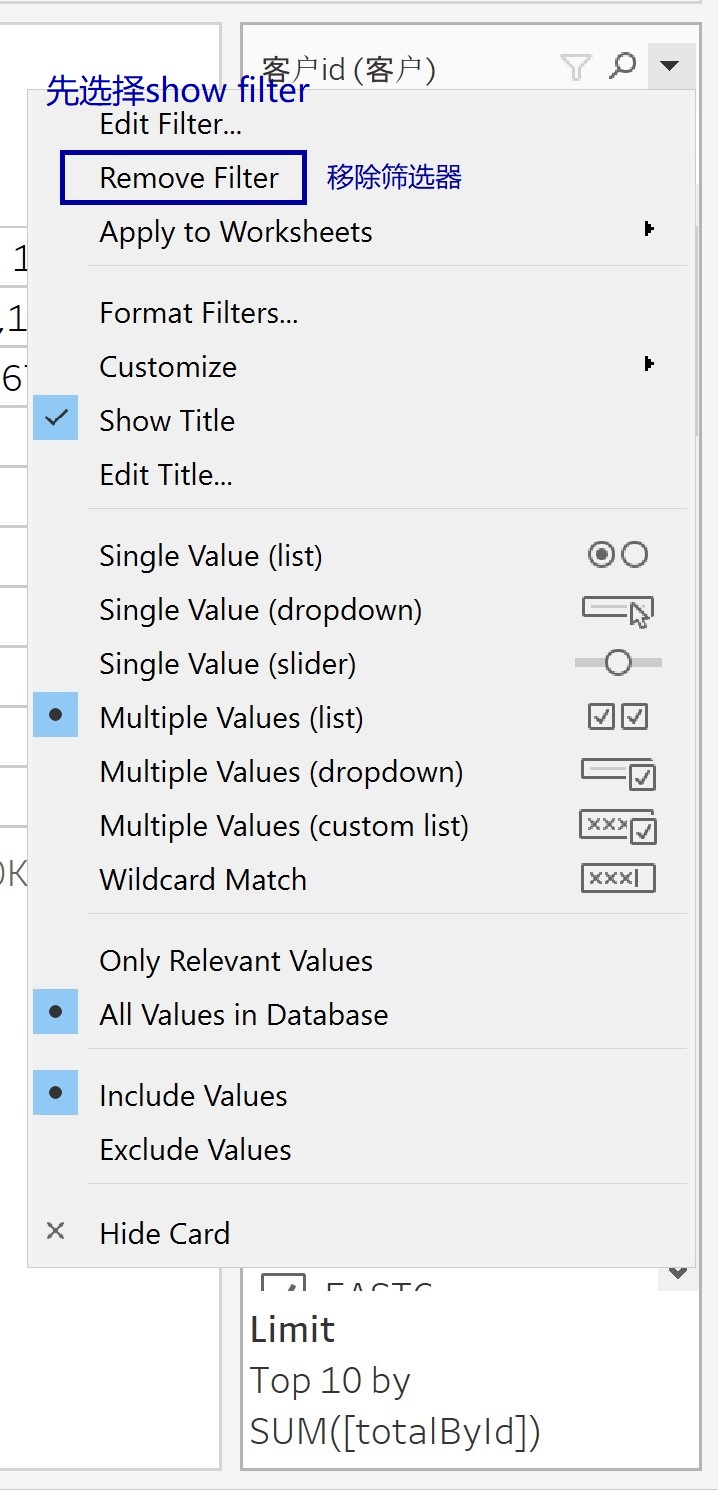 客户id (客户)
先选择show filter
Edit Filter...
Remove Filter 移除筛选器
Apply to Worksheets
Format Filters...
Customize
Show Title
Edit Title...
Single Value (list)
Single Value (dropdown)
Single Value (slider)
Multiple Values (list)
Multiple Values (dropdown)
Multiple Values (custom list)
Wildcard Match
Only Relevant Values
All Values in Database
Include Values
Exclude Values
Hide Card
Limit
Top 10 by
SUM([totalById])